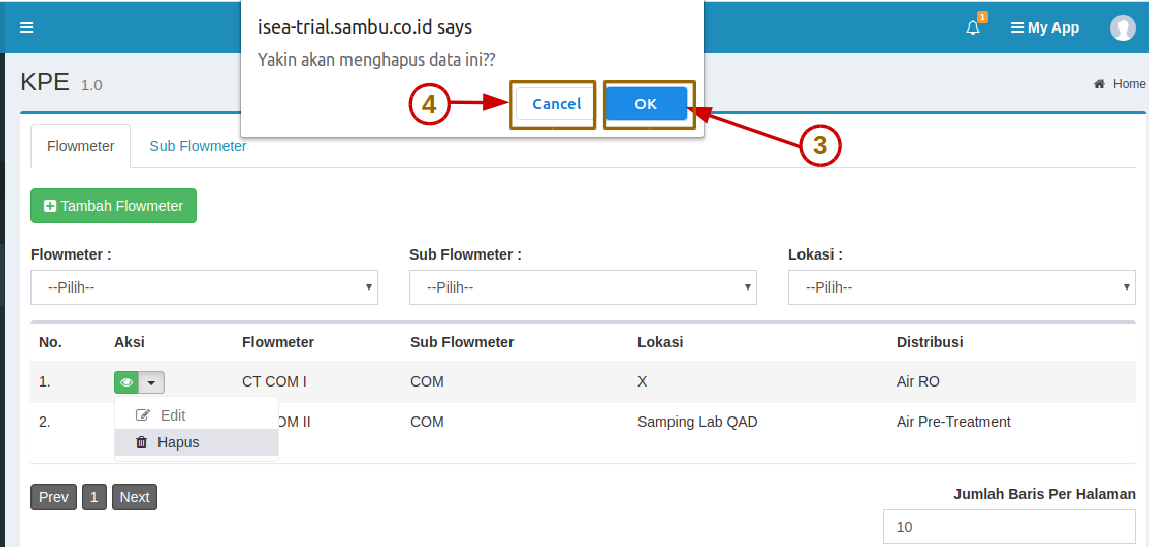 isea-trial.sambu.co.id says
Yakin akan menghapus data ini??
Cancel
OK
4
3
1
My App
KPE 1.0
Home
Flowmeter
Sub Flowmeter
Tambah Flowmeter
Flowmeter :
Sub Flowmeter :
Lokasi :
--Pilih--
--Pilih--
--Pilih--
No. Aksi Flowmeter Sub Flowmeter Lokasi Distribusi
1. CT COM I COM X Air RO
2. OM II COM Samping Lab QAD Air Pre-Treatment
Edit
Hapus
Prev 1 Next
Jumlah Baris Per Halaman
10